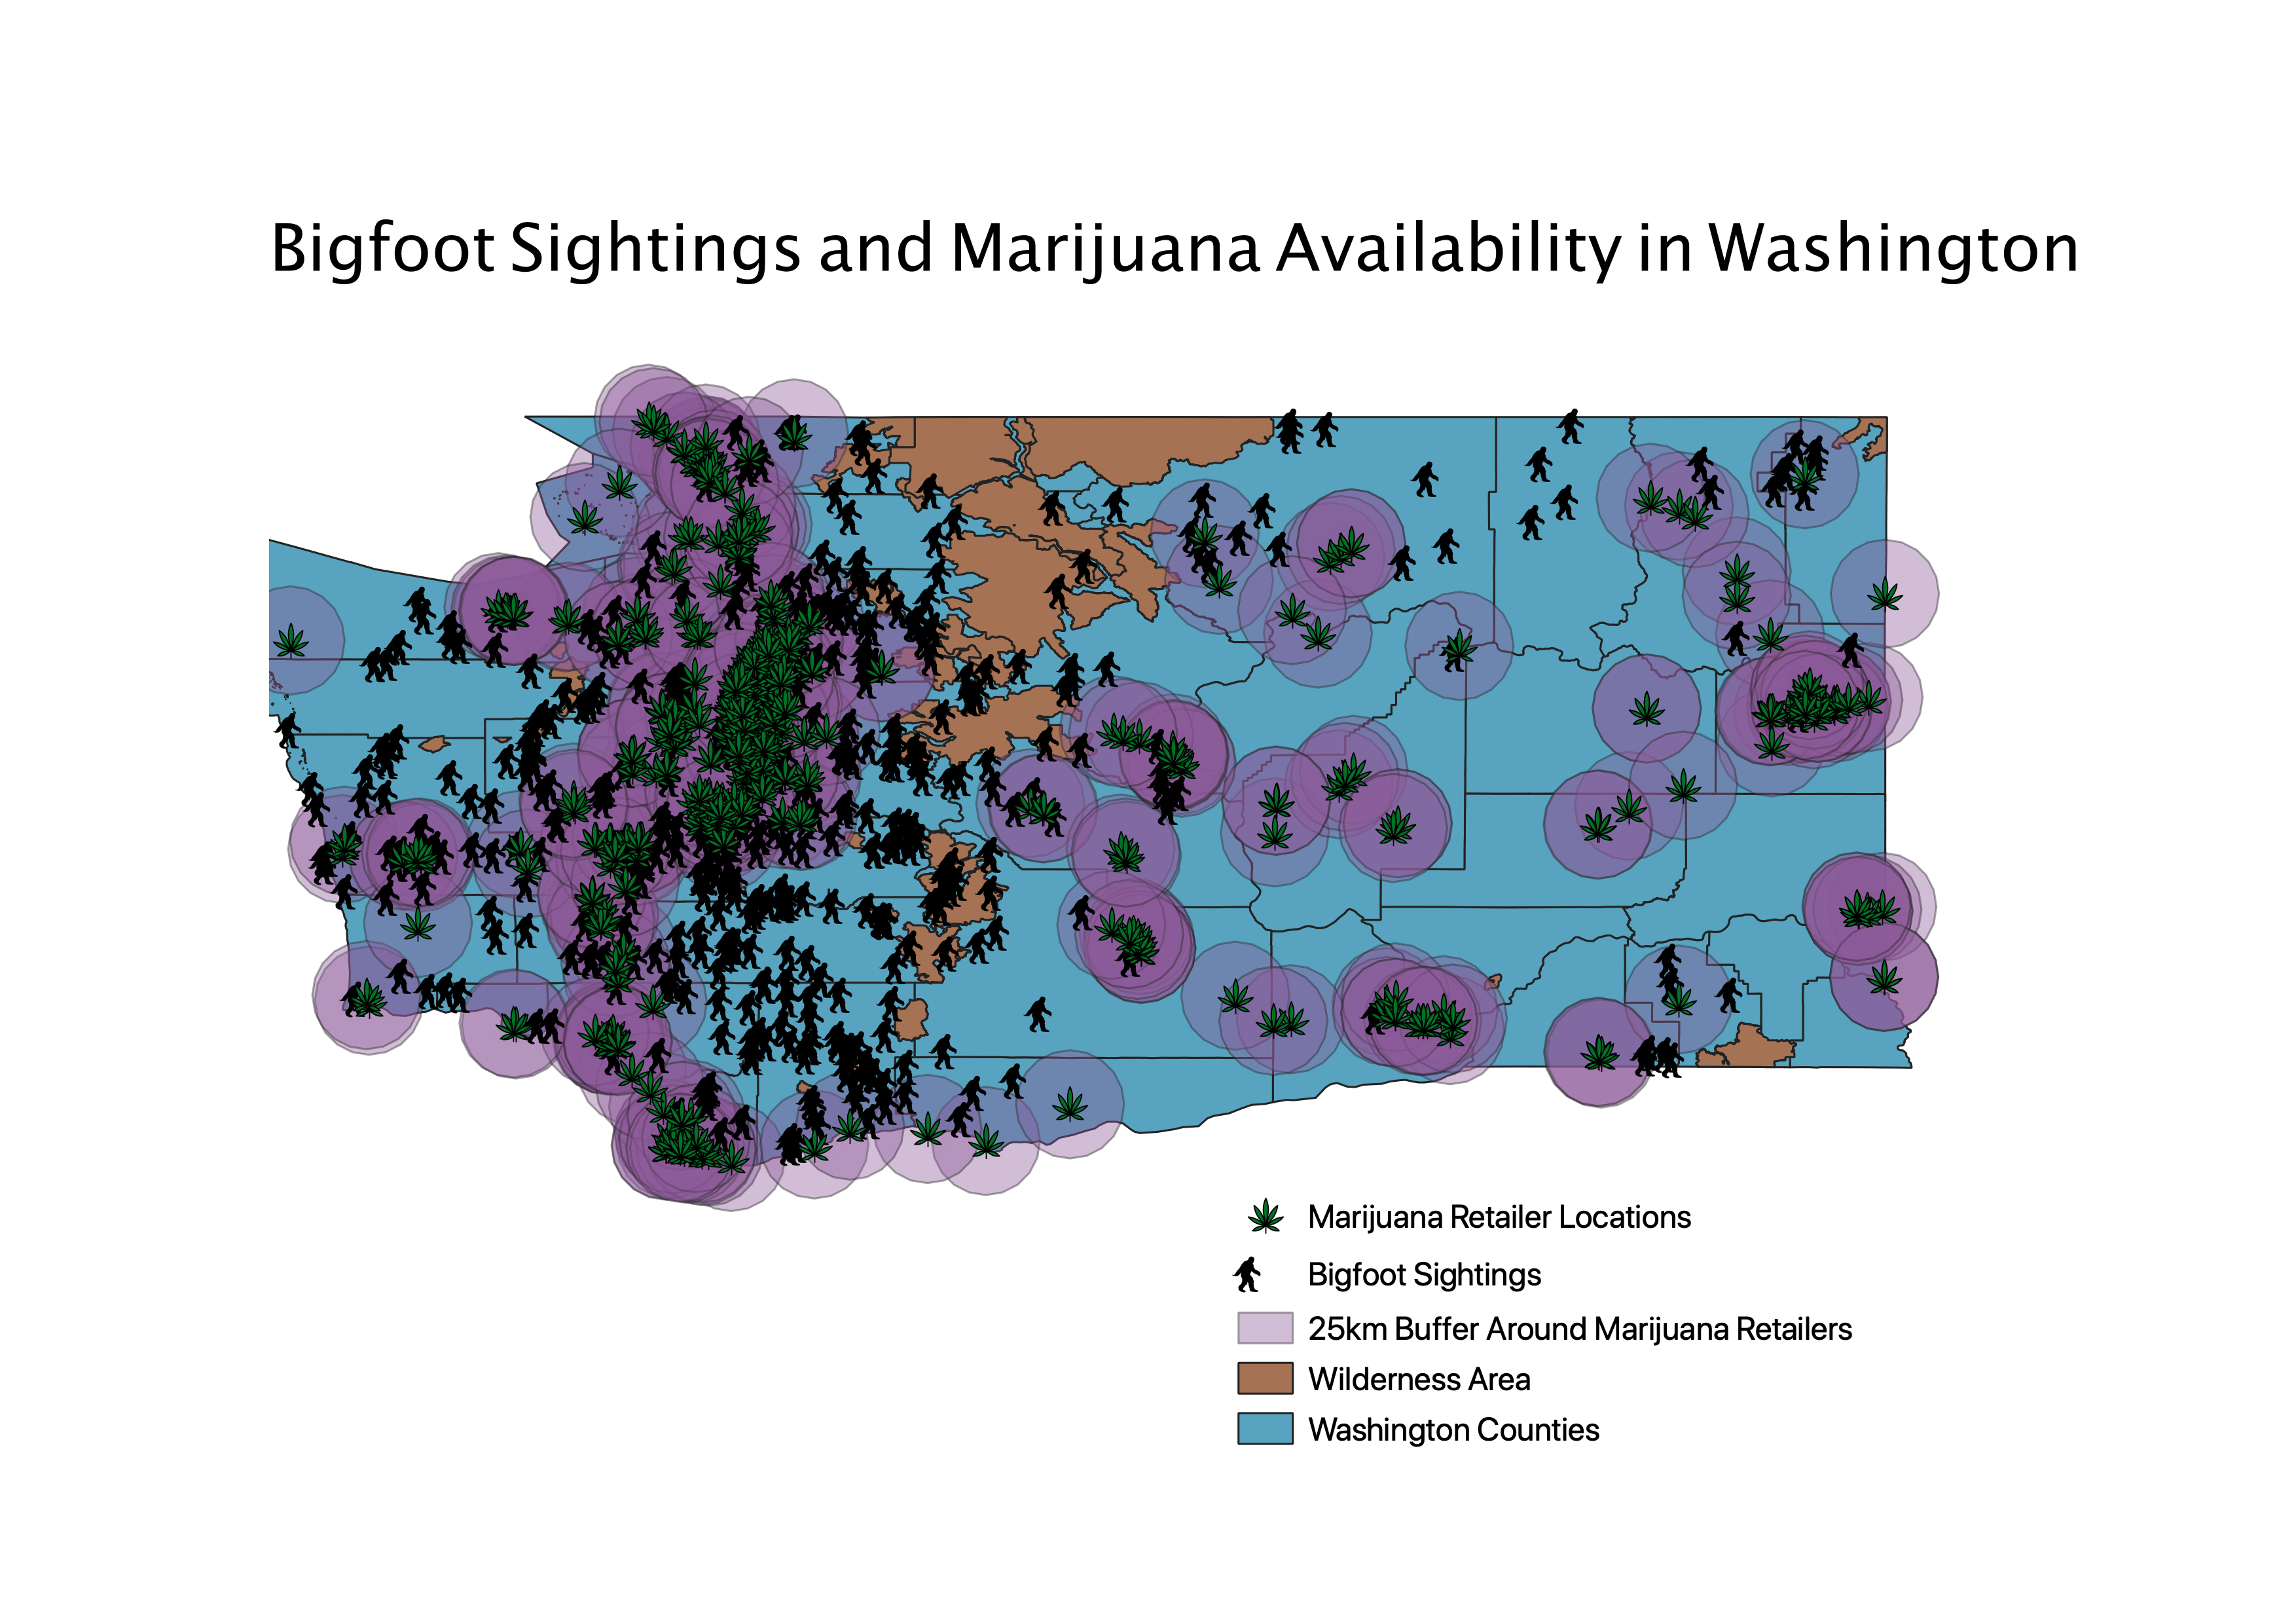 Bigfoot Sightings and Marijuana Availability in Washington
Marijuana Retailer Locations
Bigfoot Sightings
25km Buffer Around Marijuana Retailers
Wilderness Area
Washington Counties